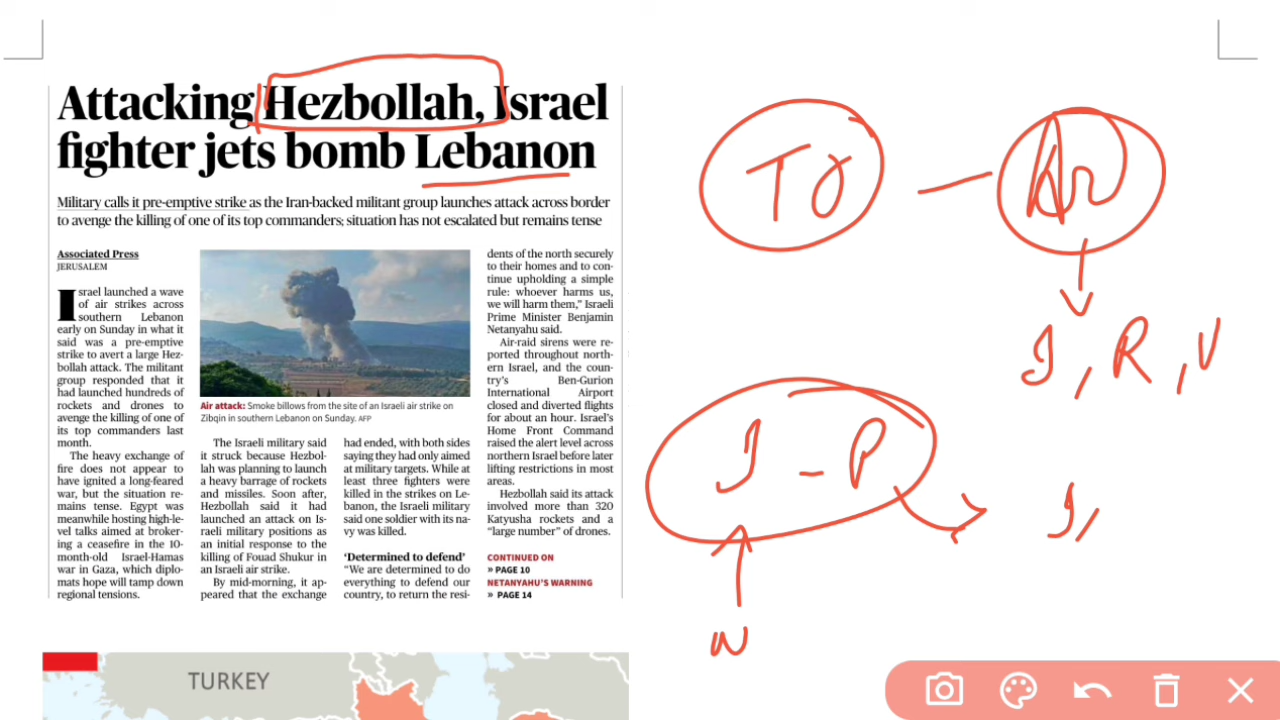 Attacking Hezbollah, Israel
fighter jets bomb Lebanon
Military calls it pre-emptive strike as the Iran-backed militant group launches attack across border
to avenge the killing of one of its top commanders; situation has not escalated but remains tense
Associated Press
JERUSALEM
Israel launched a wave
of air strikes across
southern Lebanon
early on Sunday in what it
said was a pre-emptive
strike to avert a large Hez-
bollah attack. The militant
group responded that it
had launched hundreds of
rockets and drones to
avenge the killing of one of
its top commanders last
month.
The heavy exchange of
fire does not appear to
have ignited a long-feared
war, but the situation re-
mains tense. Egypt was
meanwhile hosting high-le-
vel talks aimed at broker-
ing a ceasefire in the 10-
month-old Israel-Hamas
war in Gaza, which diplo-
mats hope will tamp down
regional tensions.
Air attack: Smoke billows from the site of an Israeli air strike on
Zibqin in southern Lebanon on Sunday. AFP
The Israeli military said
it struck because Hezbol-
lah was planning to launch
a heavy barrage of rockets
and missiles. Soon after,
Hezbollah said it had
launched an attack on Is-
raeli military positions as
an initial response to the
killing of Fouad Shukur in
an Israeli air strike.
By mid-morning, it ap-
peared that the exchange
had ended, with both sides
saying they had only aimed
at military targets. While at
least three fighters were
killed in the strikes on Le-
banon, the Israeli military
said one soldier with its na-
vy was killed.
‘Determined to defend’
“We are determined to do
everything to defend our
country, to return the resi-
dents of the north securely
to their homes and to con-
tinue upholding a simple
rule: whoever harms us,
we will harm them,” Israeli
Prime Minister Benjamin
Netanyahu said.
Air-raid sirens were re-
ported throughout north-
ern Israel, and the coun-
try’s Ben-Gurion
International Airport
closed and diverted flights
for about an hour. Israel’s
Home Front Command
raised the alert level across
northern Israel before later
lifting restrictions in most
areas.
Hezbollah said its attack
involved more than 320
Katyusha rockets and a
“large number” of drones.
CONTINUED ON
» PAGE 10
NETANYAHU’S WARNING
» PAGE 14
TURKEY
J, R, V
J - P
J,
W